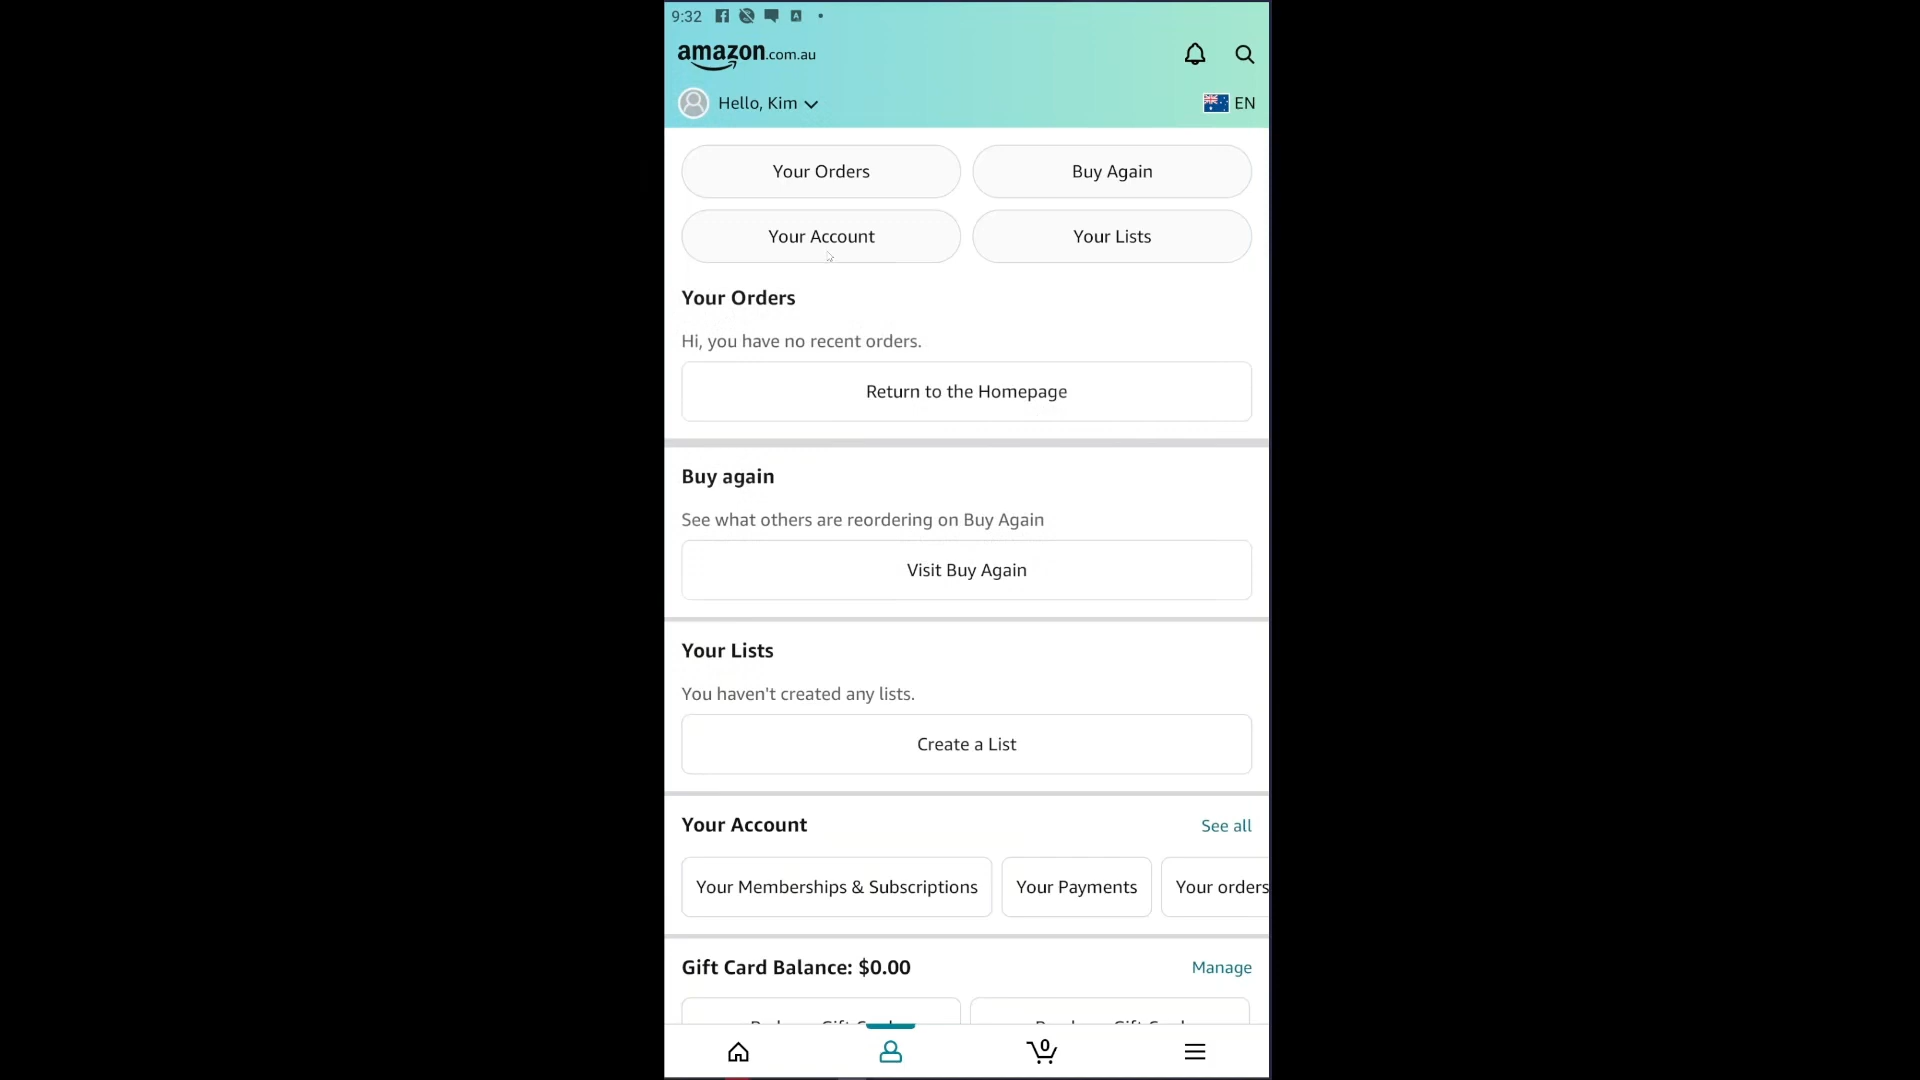 9:32
amazon.com.au
Hello, Kim
EN
Your Orders
Buy Again
Your Account
Your Lists
Your Orders
Hi, you have no recent orders.
Return to the Homepage
Buy again
See what others are reordering on Buy Again
Visit Buy Again
Your Lists
You haven't created any lists.
Create a List
Your Account
See all
Your Memberships & Subscriptions
Your Payments
Your orders
Gift Card Balance: $0.00
Manage
0